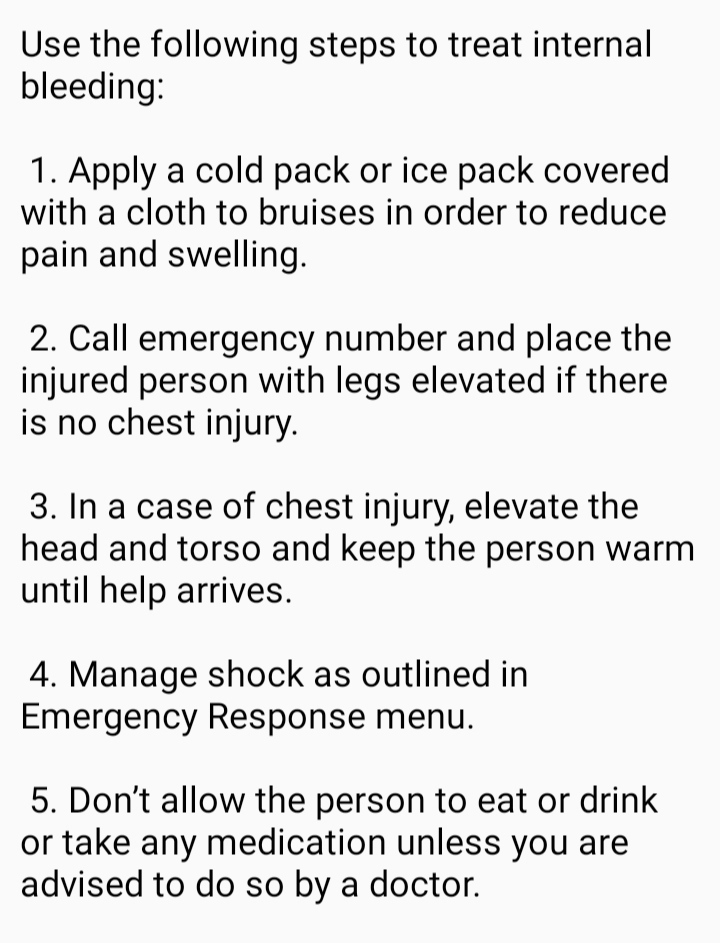 Use the following steps to treat internal
bleeding:
1. Apply a cold pack or ice pack covered
with a cloth to bruises in order to reduce
pain and swelling.
2. Call emergency number and place the
injured person with legs elevated if there
is no chest injury.
3. In a case of chest injury, elevate the
head and torso and keep the person warm
until help arrives.
4. Manage shock as outlined in
Emergency Response menu.
5. Don't allow the person to eat or drink
or take any medication unless you are
advised to do so by a doctor.